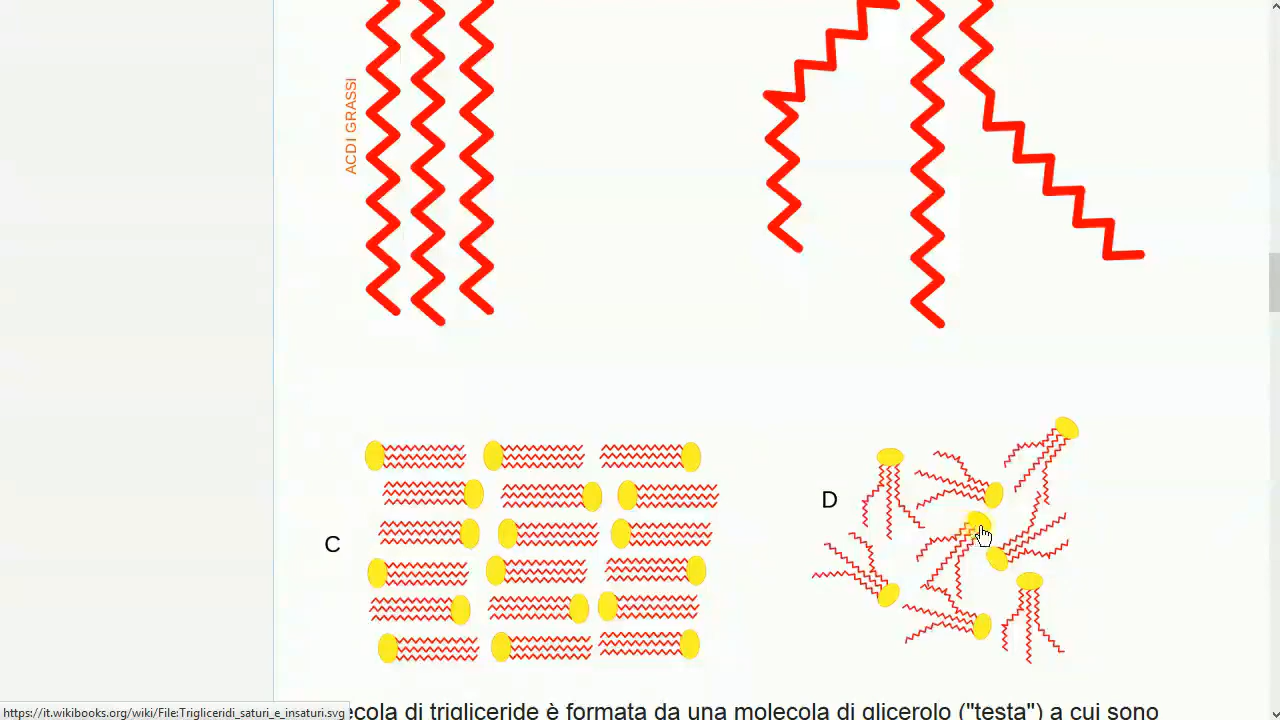 ACDI GRASSI
D
C
ecola di trigliceride è formata da una molecola di glicerolo ("testa") a cui sono
https://it.wikibooks.org/wiki/File:Trigliceridi_saturi_e_insaturi.svg